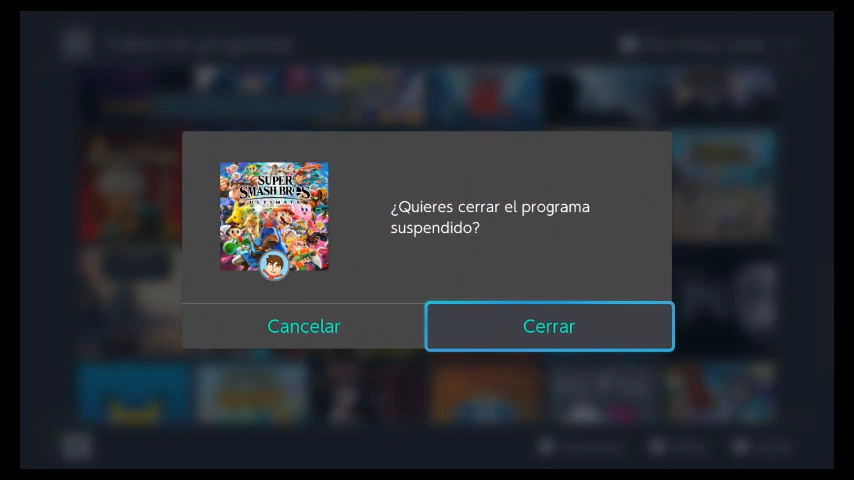 SUPER
SMASH BROS
ULTIMATE
¿Quieres cerrar el programa
suspendido?
Cancelar
Cerrar